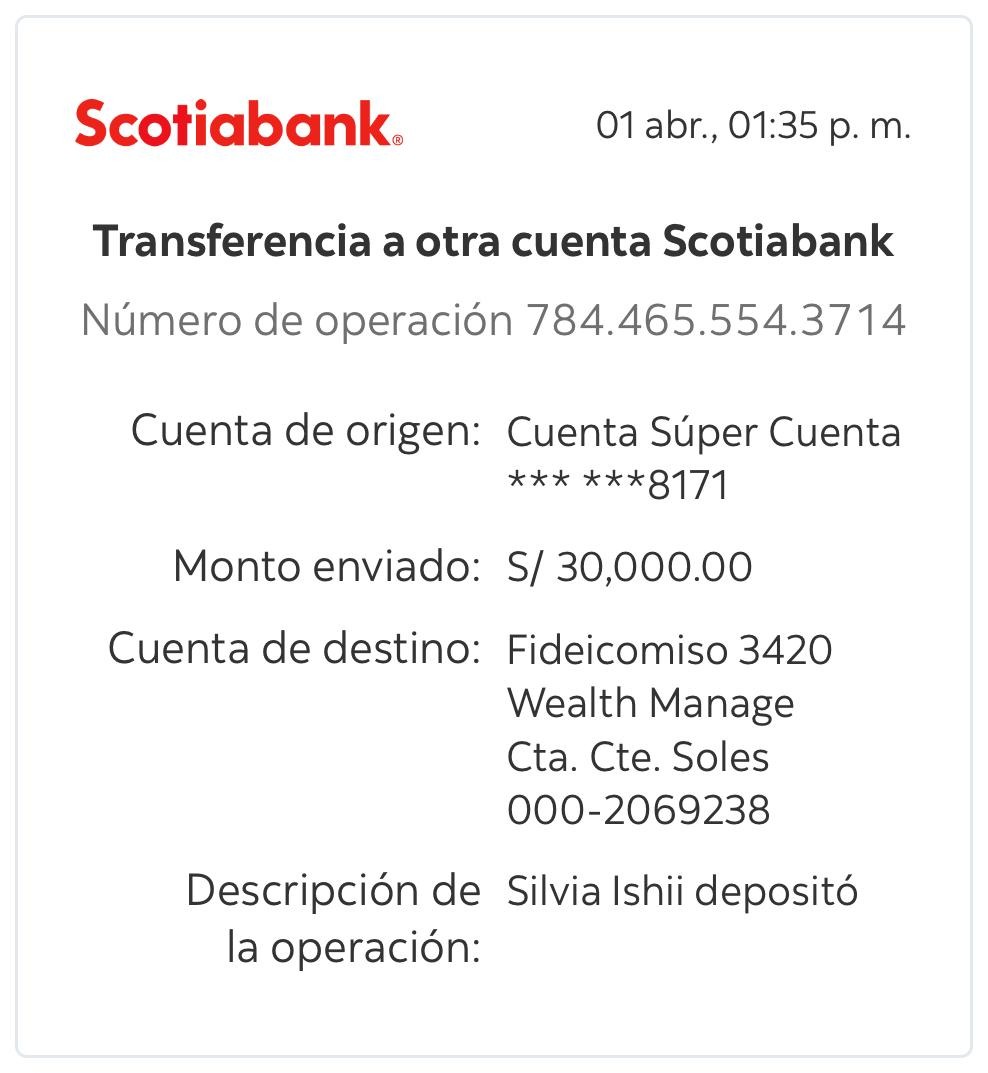 Scotiabank®
01 abr., 01:35 p. m.
Transferencia a otra cuenta Scotiabank
Número de operación 784.465.554.3714
Cuenta de origen: Cuenta Súper Cuenta
*** ***8171
Monto enviado: S/ 30,000.00
Cuenta de destino: Fideicomiso 3420
Wealth Manage
Cta. Cte. Soles
000-2069238
Descripción de Silvia Ishii depositó
la operación: